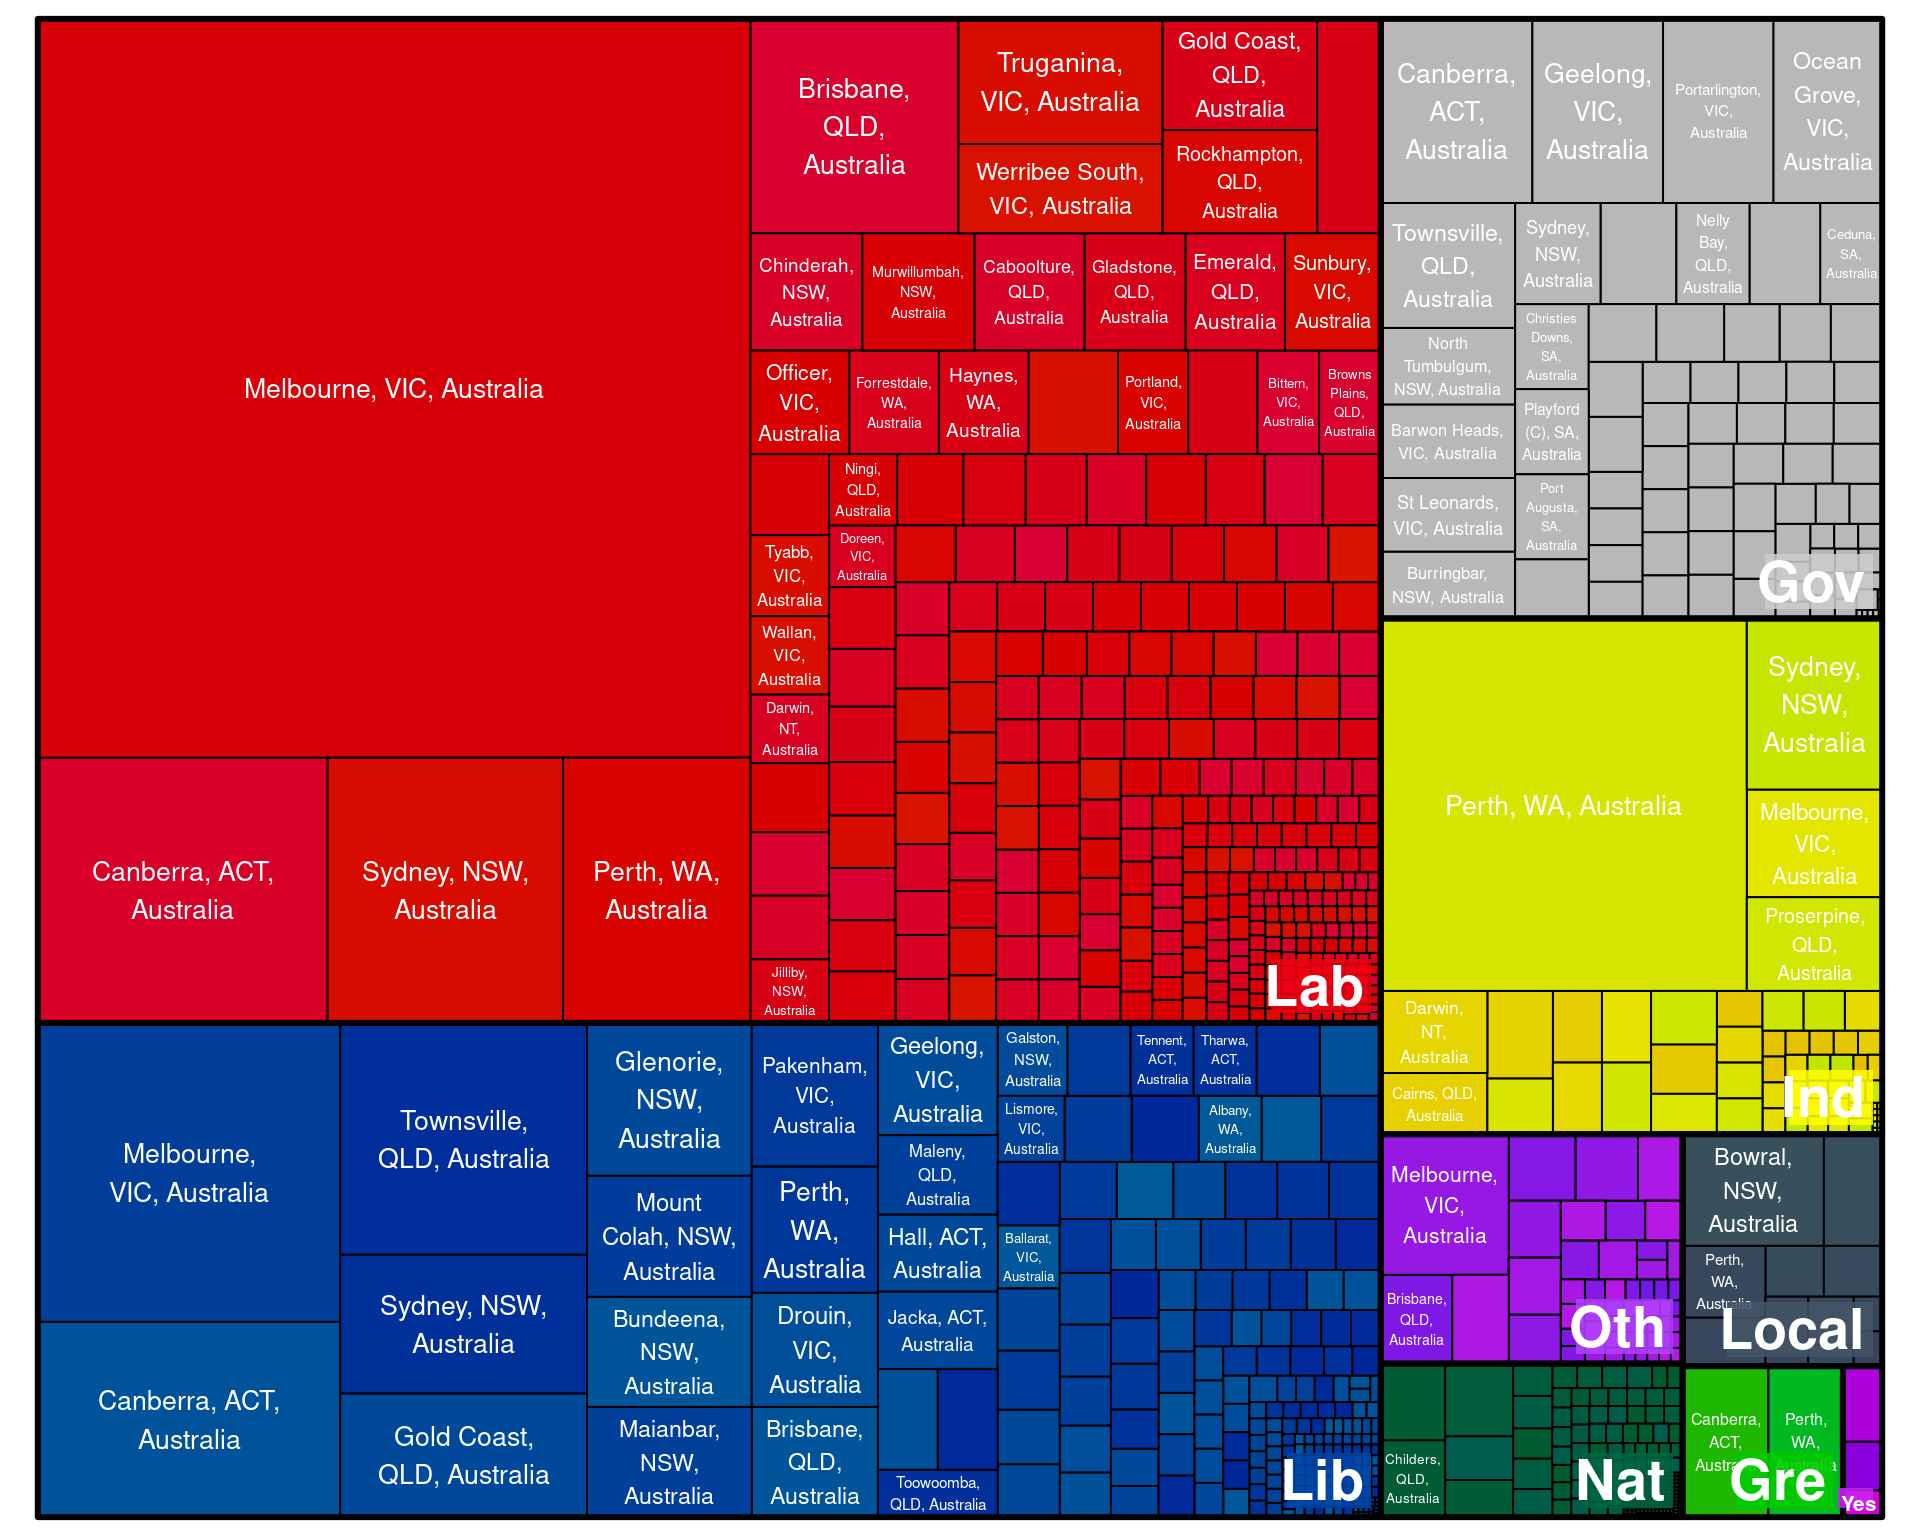 Melbourne, VIC, Australia
Canberra, ACT,
Australia
Sydney, NSW,
Australia
Perth, WA,
Australia
Brisbane,
QLD,
Australia
Truganina,
VIC, Australia
Werribee South,
VIC, Australia
Gold Coast,
QLD,
Australia
Rockhampton,
QLD,
Australia
Chinderah,
NSW,
Australia
Murwillumbah,
NSW,
Australia
Caboolture,
QLD,
Australia
Gladstone,
QLD,
Australia
Emerald,
QLD,
Australia
Sunbury,
VIC,
Australia
Officer,
VIC,
Australia
Forrestdale,
WA,
Australia
Haynes,
WA,
Australia
Portland,
VIC,
Australia
Bittern,
VIC,
Australia
Browns
Plains,
QLD,
Australia
Ningi,
QLD,
Australia
Tyabb,
VIC,
Australia
Doreen,
VIC,
Australia
Wallan,
VIC,
Australia
Darwin,
NT,
Australia
Jilliby,
NSW,
Australia
Lab
Canberra,
ACT,
Australia
Geelong,
VIC,
Australia
Portarlington,
VIC,
Australia
Ocean
Grove,
VIC,
Australia
Townsville,
QLD,
Australia
Sydney,
NSW,
Australia
Nelly
Bay,
QLD,
Australia
Ceduna,
SA,
Australia
North
Tumbulgum,
NSW, Australia
Christies
Downs,
SA,
Australia
Barwon Heads,
VIC, Australia
Playford
(C), SA,
Australia
St Leonards,
VIC, Australia
Port
Augusta,
SA,
Australia
Burringbar,
NSW, Australia
Gov
Perth, WA, Australia
Sydney,
NSW,
Australia
Melbourne,
VIC,
Australia
Proserpine,
QLD,
Australia
Darwin,
NT,
Australia
Cairns, QLD,
Australia
Ind
Melbourne,
VIC, Australia
Canberra, ACT,
Australia
Townsville,
QLD, Australia
Sydney, NSW,
Australia
Gold Coast,
QLD, Australia
Glenorie,
NSW,
Australia
Mount
Colah, NSW,
Australia
Bundeena,
NSW,
Australia
Maianbar,
NSW,
Australia
Pakenham,
VIC,
Australia
Perth,
WA,
Australia
Drouin,
VIC,
Australia
Brisbane,
QLD,
Australia
Geelong,
VIC,
Australia
Maleny,
QLD,
Australia
Hall, ACT,
Australia
Jacka, ACT,
Australia
Toowoomba,
QLD, Australia
Galston,
NSW,
Australia
Tennent,
ACT,
Australia
Tharwa,
ACT,
Australia
Lismore,
VIC,
Australia
Albany,
WA,
Australia
Ballarat,
VIC,
Australia
Lib
Melbourne,
VIC,
Australia
Brisbane,
QLD,
Australia
Oth
Bowral,
NSW,
Australia
Perth,
WA,
Australia
Local
Childers,
QLD,
Australia
Nat
Canberra,
ACT,
Australia
Perth,
WA,
Australia
Gre
Yes